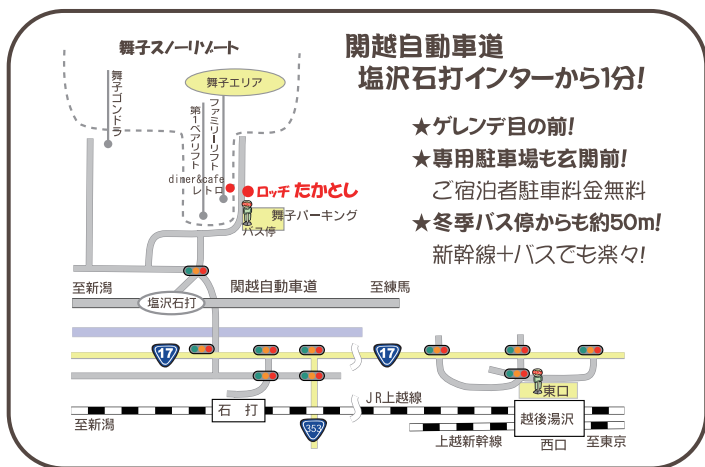 舞子スノーリゾート
関越自動車道
塩沢石打インターから1分!
★ゲレンデ目の前!
★専用駐車場も玄関前!
ご宿泊者駐車料金無料
★冬季バス停からも約50m!
新幹線+バスでも楽々!
舞子エリア
舞子ゴンドラ
ファミリーリフト
第1ペアリフト
dimer&cafe
レトロ
ロッヂ たかとし
舞子パーキング
バス停
至新潟
関越自動車道
至練馬
塩沢石打
17
17
東口
JR上越線
石 打
越後湯沢
至新潟
353
上越新幹線
西口
至東京